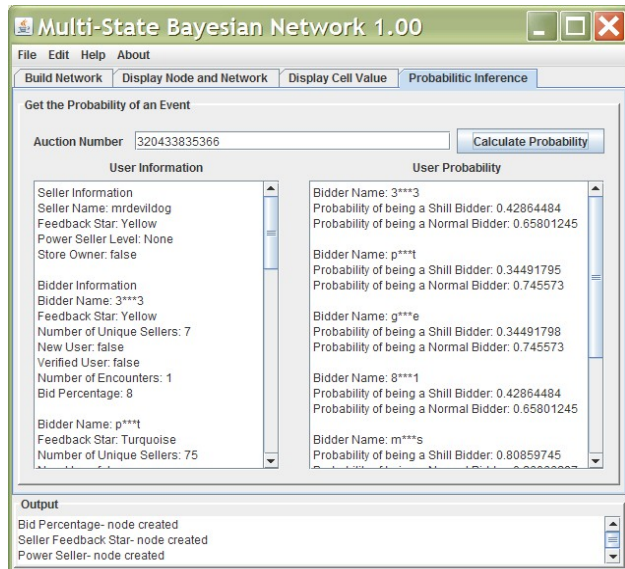 Multi-State Bayesian Network 1.00
File Edit Help About
Build Network Display Node and Network Display Cell Value Probabilitic Inference
Get the Probability of an Event
Auction Number 320433835366 Calculate Probability
User Information
Seller Information
Seller Name: mrdevildog
Feedback Star: Yellow
Power Seller Level: None
Store Owner: false
Bidder Information
Bidder Name: 3***3
Feedback Star: Yellow
Number of Unique Sellers: 7
New User: false
Verified User: false
Number of Encounters: 1
Bid Percentage: 8
Bidder Name: p***t
Feedback Star: Turquoise
Number of Unique Sellers: 75
User Probability
Bidder Name: 3***3
Probability of being a Shill Bidder: 0.42864484
Probability of being a Normal Bidder: 0.65801245
Bidder Name: p***t
Probability of being a Shill Bidder: 0.34491795
Probability of being a Normal Bidder: 0.745573
Bidder Name: g***e
Probability of being a Shill Bidder: 0.34491798
Probability of being a Normal Bidder: 0.745573
Bidder Name: 8***1
Probability of being a Shill Bidder: 0.42864484
Probability of being a Normal Bidder: 0.65801245
Bidder Name: m***s
Probability of being a Shill Bidder: 0.80859745
Output
Bid Percentage- node created
Seller Feedback Star- node created
Power Seller- node created